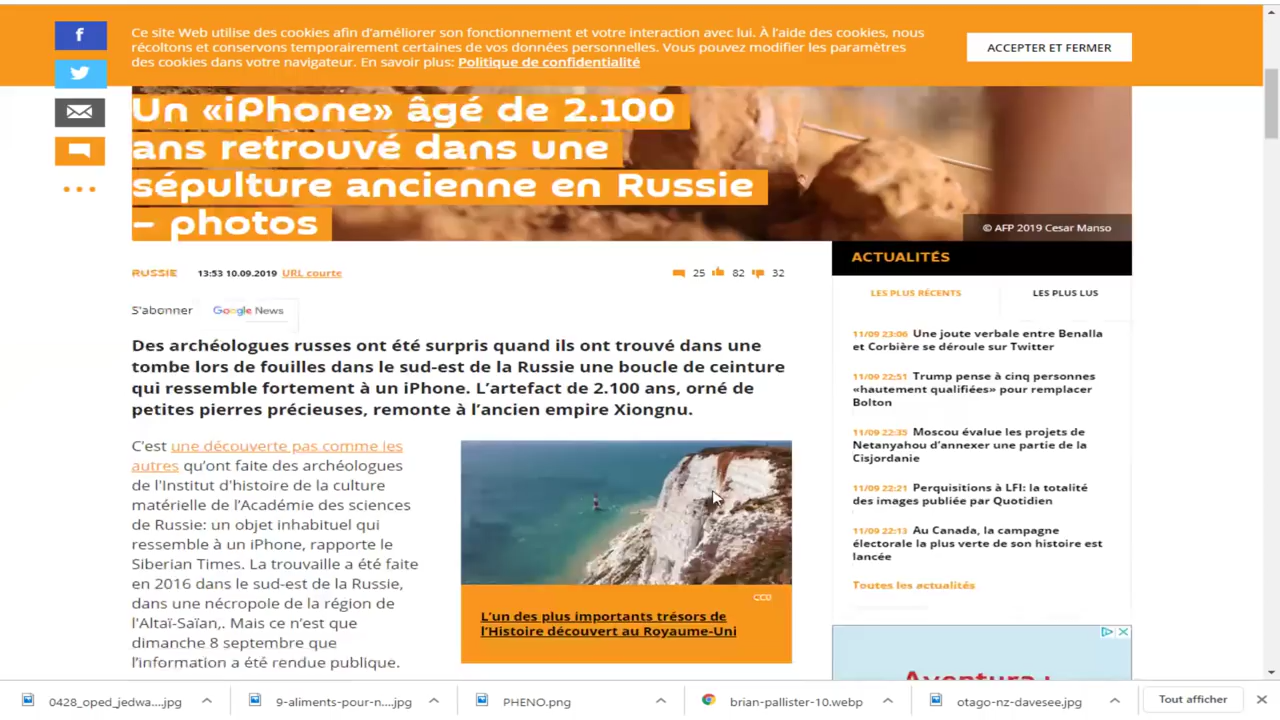 Ce site Web utilise des cookies afin d'améliorer son fonctionnement et votre interaction avec lui. À l'aide des cookies, nous
récoltons et conservons temporairement certaines de vos données personnelles. Vous pouvez modifier les paramètres
des cookies dans votre navigateur. En savoir plus: Politique de confidentialité
ACCEPTER ET FERMER
Un «iPhone» âgé de 2.100
ans retrouvé dans une
sépulture ancienne en Russie
– photos
© AFP 2019 Cesar Manso
RUSSIE 13:53 10.09.2019 URL courte
25 82 32
S'abonner Google News
Des archéologues russes ont été surpris quand ils ont trouvé dans une
tombe lors de fouilles dans le sud-est de la Russie une boucle de ceinture
qui ressemble fortement à un iPhone. L'artefact de 2.100 ans, orné de
petites pierres précieuses, remonte à l'ancien empire Xiongnu.
C'est une découverte pas comme les
autres qu'ont faite des archéologues
de l'Institut d'histoire de la culture
matérielle de l'Académie des sciences
de Russie: un objet inhabituel qui
ressemble à un iPhone, rapporte le
Siberian Times. La trouvaille a été faite
en 2016 dans le sud-est de la Russie,
dans une nécropole de la région de
l'Altaï-Saïan,. Mais ce n'est que
dimanche 8 septembre que
l'information a été rendue publique.
CC0
L'un des plus importants trésors de
l'Histoire découvert au Royaume-Uni
ACTUALITÉS
LES PLUS RÉCENTS LES PLUS LUS
11/09 23:06 Une joute verbale entre Benalla
et Corbière se déroule sur Twitter
11/09 22:51 Trump pense à cinq personnes
«hautement qualifiées» pour remplacer
Bolton
11/09 22:35 Moscou évalue les projets de
Netanyahou d'annexer une partie de la
Cisjordanie
11/09 22:21 Perquisitions à LFI: la totalité
des images publiée par Quotidien
11/09 22:13 Au Canada, la campagne
électorale la plus verte de son histoire est
lancée
Toutes les actualités
0428_oped_jedwa....jpg
9-aliments-pour-n....jpg
PHENO.png
brian-pallister-10.webp
otago-nz-davesee.jpg
Tout afficher